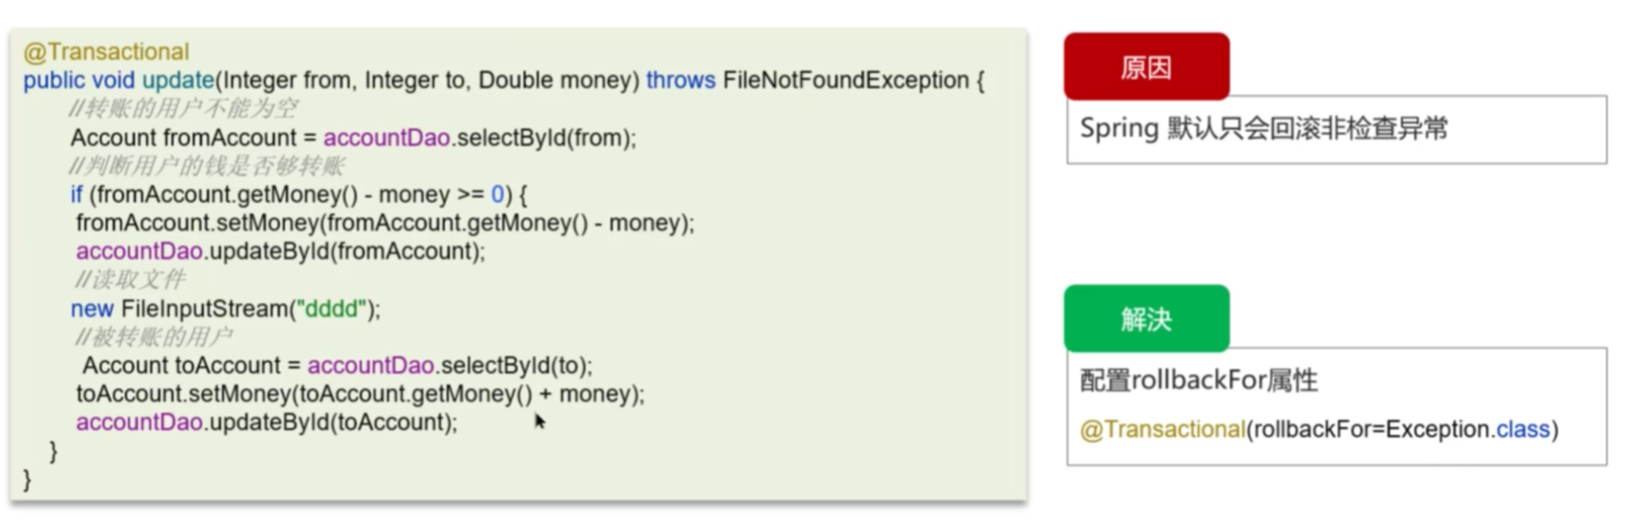 @Transactional
public void update(Integer from, Integer to, Double money) throws FileNotFoundException {
//转账的用户不能为空
Account fromAccount = accountDao.selectById(from);
//判断用户的钱是否够转账
if (fromAccount.getMoney() - money >= 0) {
fromAccount.setMoney(fromAccount.getMoney() - money);
accountDao.updateById(fromAccount);
//读取文件
new FileInputStream("dddd");
//被转账的用户
Account toAccount = accountDao.selectById(to);
toAccount.setMoney(toAccount.getMoney() + money);
accountDao.updateById(toAccount);
}
}
原因
Spring 默认只会回滚非检查异常
解决
配置rollbackFor属性
@Transactional(rollbackFor=Exception.class)